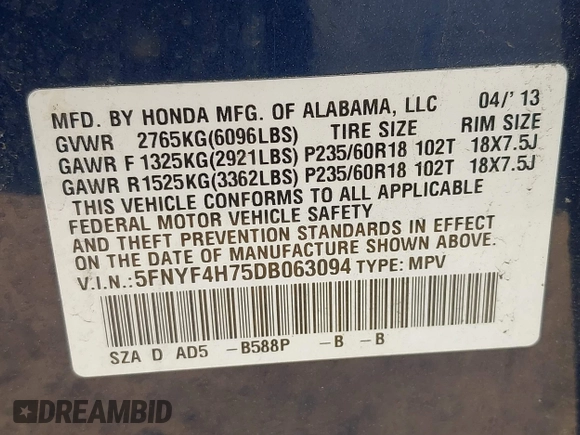 MFD. BY HONDA MFG. OF ALABAMA, LLC 04/'13
GVWR 2765KG(6096LBS) TIRE SIZE RIM SIZE
GAWR F1325KG(2921LBS) P235/60R18 102T 18X7.5J
GAWR R1525KG(3362LBS) P235/60R18 102T 18X7.5J
THIS VEHICLE CONFORMS TO ALL APPLICABLE
FEDERAL MOTOR VEHICLE SAFETY
AND THEFT PREVENTION STANDARDS IN EFFECT
ON THE DATE OF MANUFACTURE SHOWN ABOVE.
V.I.N.:5FNYF4H75DB063094 TYPE: MPV
SZA D AD5 -B588P -B -B
DREAMBID